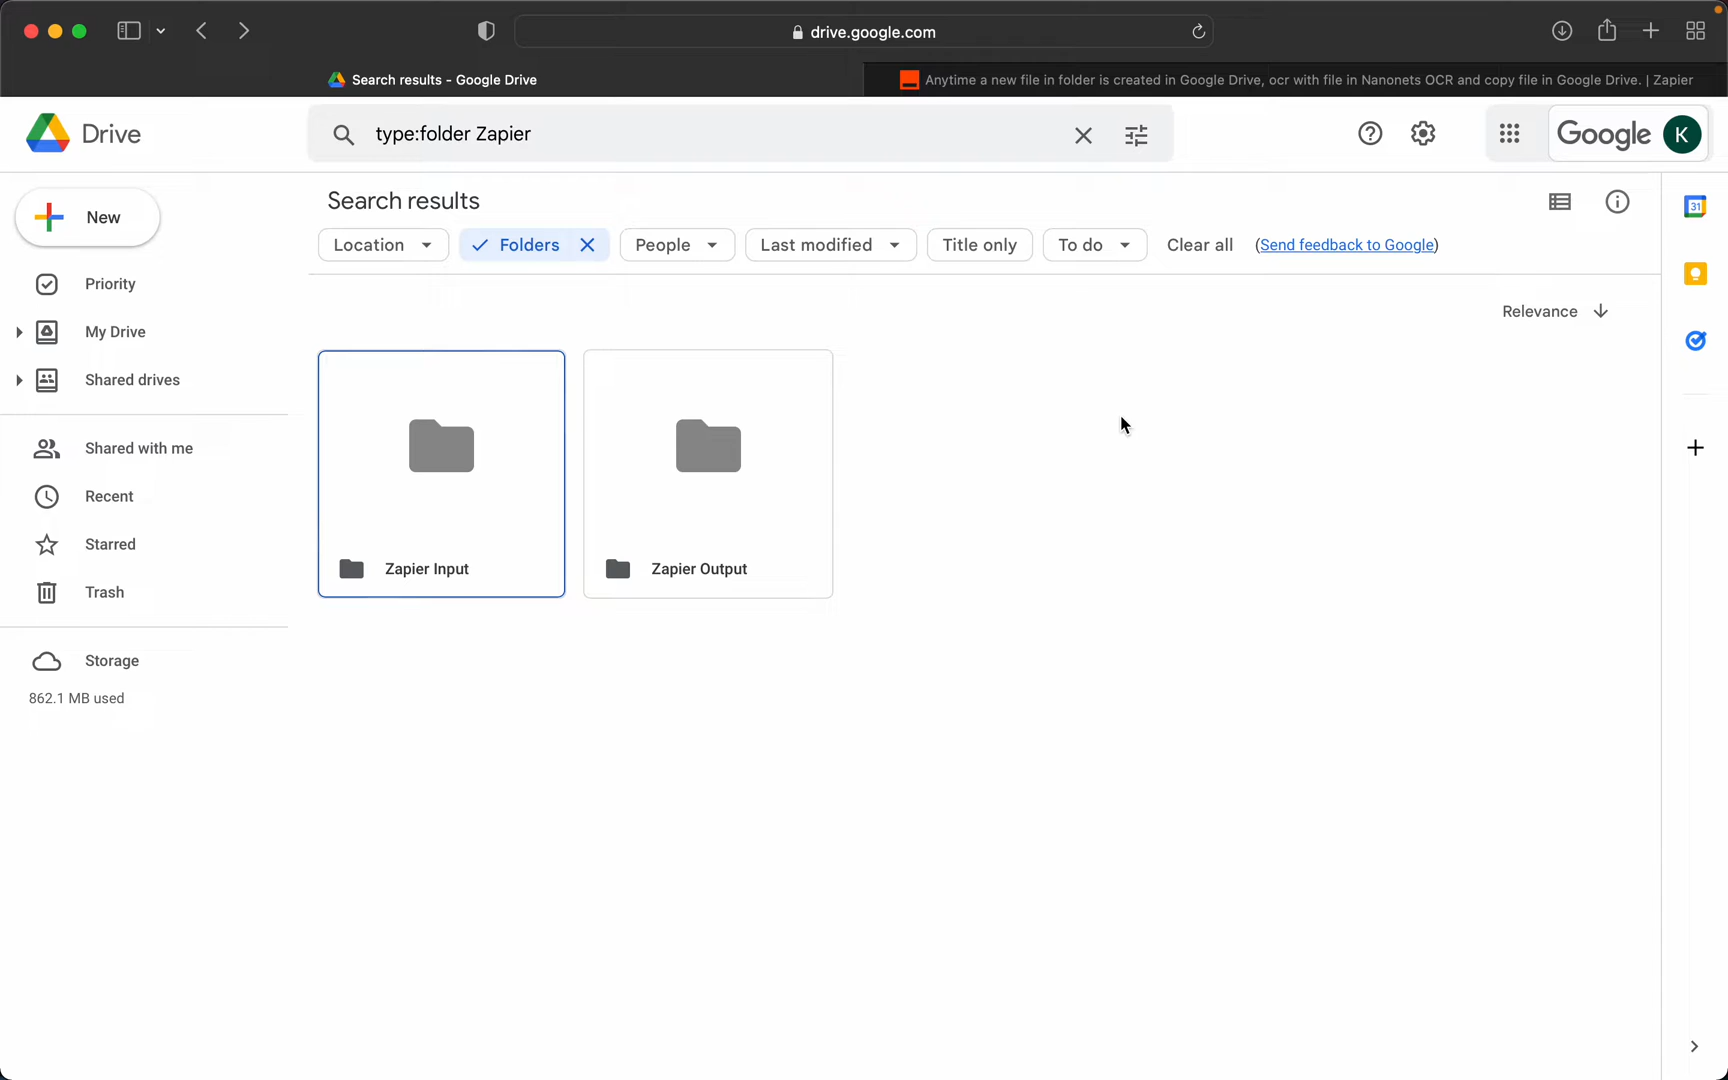 drive.google.com
Search results - Google Drive
Anytime a new file in folder is created in Google Drive, ocr with file in Nanonets OCR and copy file in Google Drive. | Zapier
Drive
type:folder Zapier
Google
K
New
Search results
Location
Folders
People
Last modified
Title only
To do
Clear all
(Send feedback to Google)
31
Priority
My Drive
Shared drives
Relevance
Shared with me
Recent
Starred
Trash
Zapier Input
Zapier Output
Storage
862.1 MB used